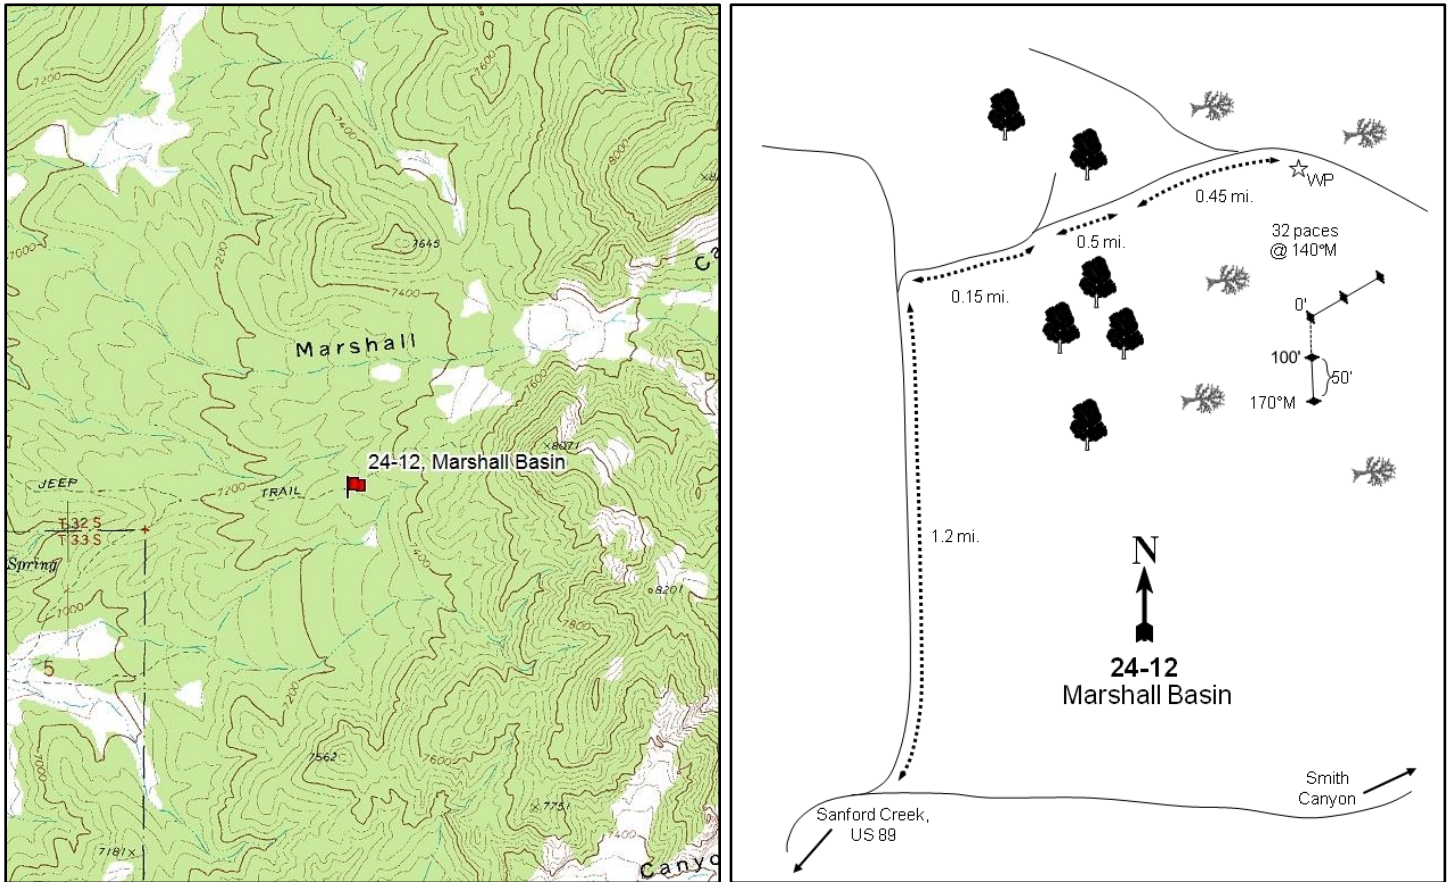 7200
7600
7400
8000
7000
7200
7645
Ca
7400
Marshall
7600
×8071
24-12, Marshall Basin
JEEP
7200
TRAIL
T 32 S
T 33 S
Spring
7000
8201
7800
5
7200
7000
7562
7600
×7751
7400
7181×
Canyo
0.45 mi.
WP
0.5 mi.
32 paces
@ 140°M
0.15 mi.
0'
100'
50'
170°M
1.2 mi.
N
24-12
Marshall Basin
Smith
Canyon
Sanford Creek,
US 89